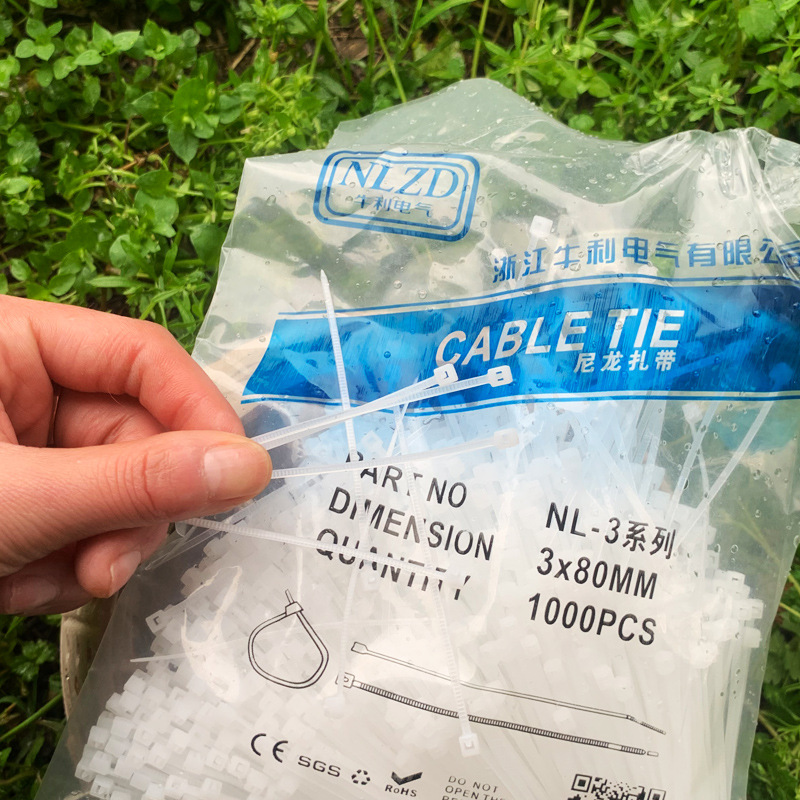 NLZD
牛利电气
浙江牛利电气有限公司
CABLE TIE
尼龙扎带
PART NO NL-3系列
DIMENSION 3x80MM
QUANTITY 1000PCS
CE SGS RoHS
DO NOT
OPEN THE